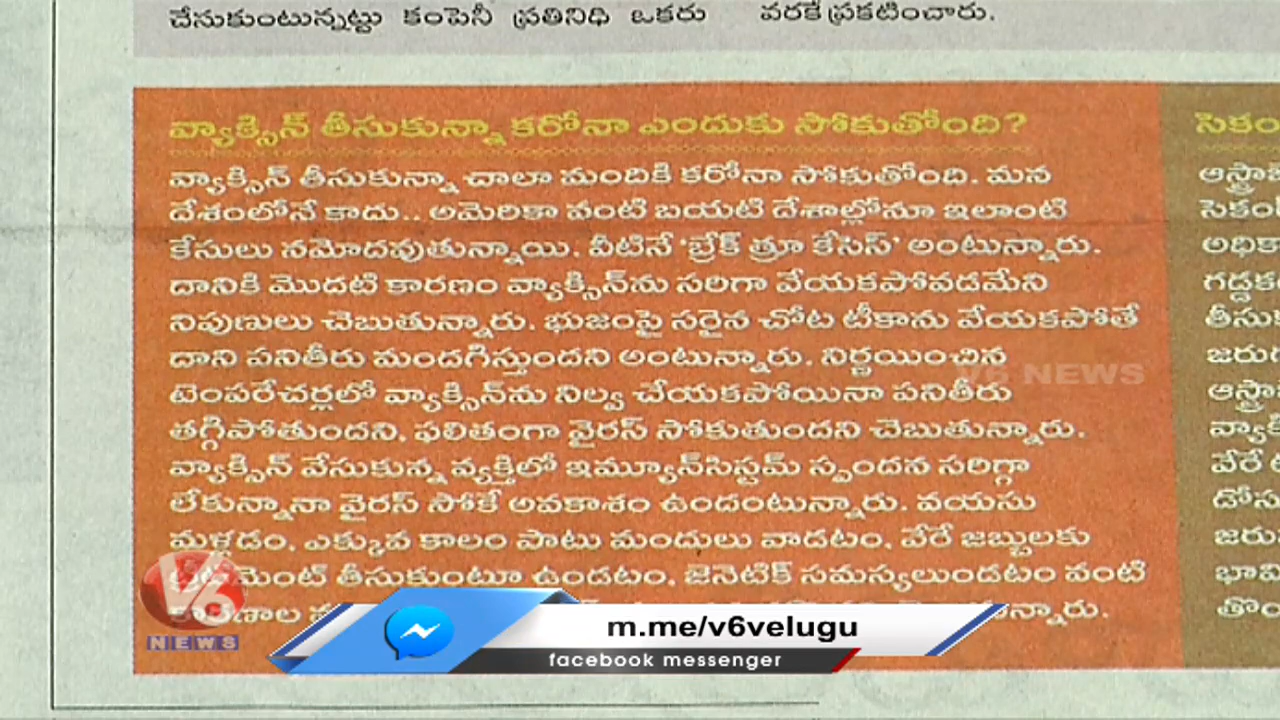 చేసుకుంటున్నట్టు కంపెనీ ప్రతినిధి ఒకరు వరకే ప్రకటించారు.
వ్యాక్సిన్ తీసుకున్నా కరోనా ఎందుకు సోకుతోంది?
వ్యాక్సిన్ తీసుకున్నా చాలా మందికి కరోనా సోకుతోంది. మన
దేశంలోనే కాదు.. అమెరికా వంటి బయటి దేశాల్లోనూ ఇలాంటి
కేసులు నమోదవుతున్నాయి. వీటినే 'బ్రేక్ త్రూ కేసెస్' అంటున్నారు.
దానికి మొదటి కారణం వ్యాక్సిన్‌ను సరిగా వేయకపోవడమేని
నిపుణులు చెబుతున్నారు. భుజంపై సరైన చోట టీకాను వేయకపోతే
దాని పనితీరు మందగిస్తుందని అంటున్నారు. నిర్ణయించిన
టెంపరేచర్లలో వ్యాక్సిన్‌ను నిల్వ చేయకపోయినా పనితీరు
తగ్గిపోతుందని, ఫలితంగా వైరస్ సోకుతుందని చెబుతున్నారు.
వ్యాక్సిన్ వేసుకున్న వ్యక్తిలో ఇమ్యూన్‌సిస్టమ్ స్పందన సరిగ్గా
లేకున్నానా వైరస్ సోకే అవకాశం ఉందంటున్నారు. వయసు
మళ్లడం, ఎక్కువ కాలం పాటు మందులు వాడటం, వేరే జబ్బులకు
తీసుకుంటూ ఉండటం, జెనెటిక్ సమస్యలుండటం వంటి
V6 NEWS
V6
NEWS
m.me/v6velugu
facebook messenger